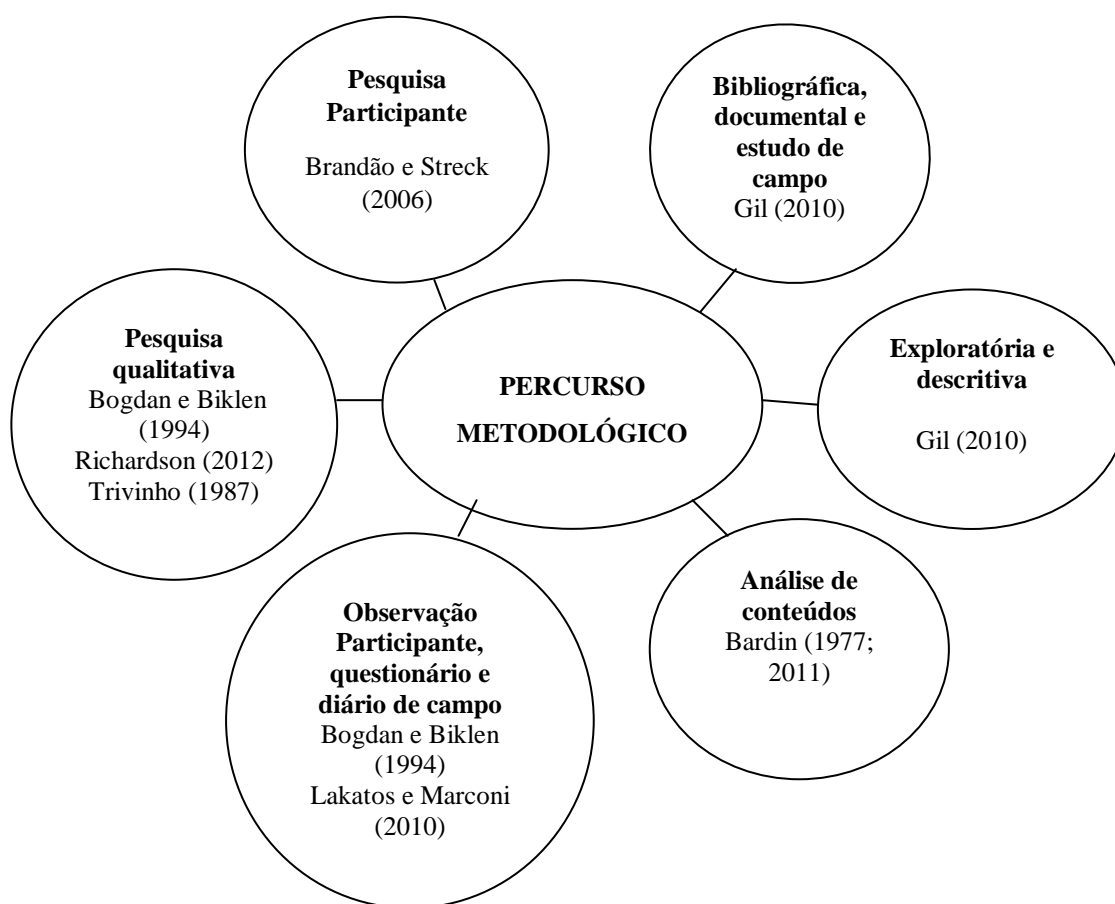 Pesquisa
Participante
Brandão e Streck
(2006)
Bibliográfica,
documental e
estudo de
campo
Gil (2010)
Pesquisa
qualitativa
Bogdan e Biklen
(1994)
Richardson (2012)
Trivinho (1987)
PERCURSO
METODOLÓGICO
Exploratória e
descritiva
Gil (2010)
Observação
Participante,
questionário e
diário de campo
Bogdan e Biklen
(1994)
Lakatos e Marconi
(2010)
Análise de
conteúdos
Bardin (1977;
2011)